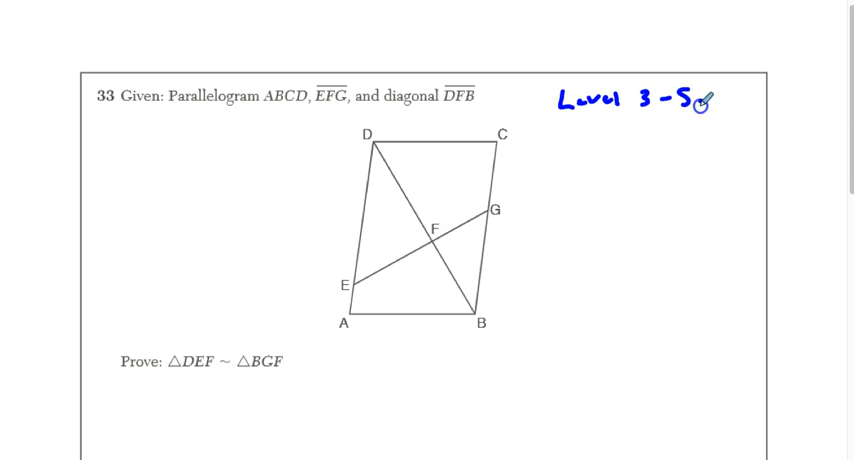 33 Given: Parallelogram ABCD, EFG, and diagonal DFB
Level 3-5
D
C
G
F
E
A
B
Prove: △DEF ~ △BGF